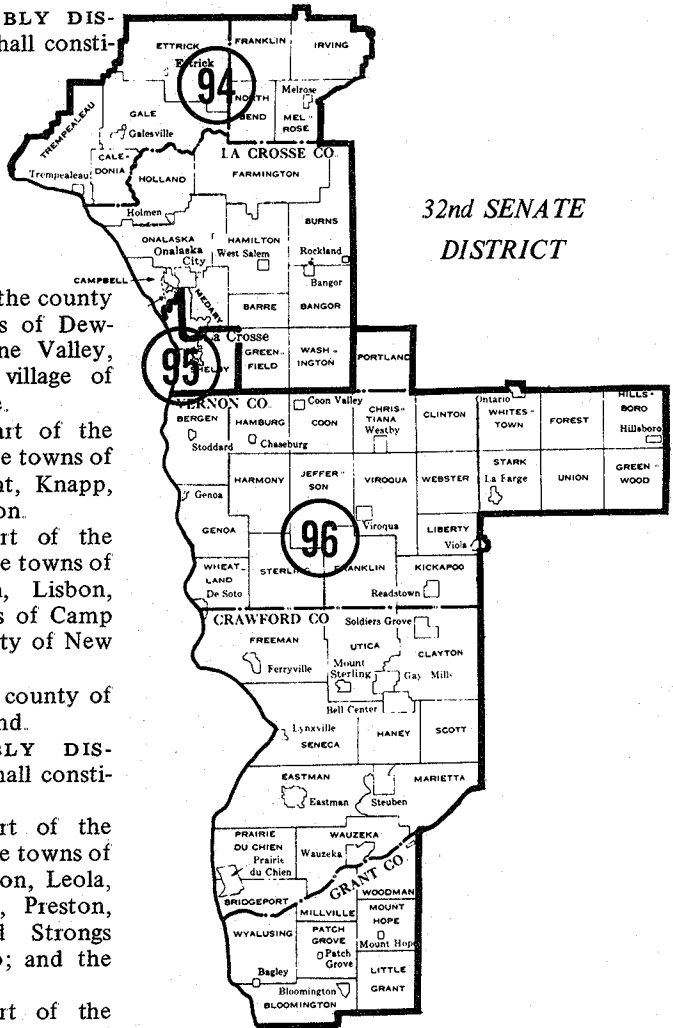 BLY DIS-
hall consti-
the county
s of Dew-
ne Valley,
village of
e.
art of the
e towns of
nt, Knapp,
on.
art of the
e towns of
n, Lisbon,
s of Camp
ty of New
county of
nd.
BLY DIS-
hall consti-
rt of the
e towns of
on, Leola,
, Preston,
d Strongs
o; and the
rt of the
32nd SENATE
DISTRICT
ETTRICK
FRANKLIN
IRVING
Ettrick
94
Melrose
NORTH
BEND
MEL-
ROSE
TREMPEALEAU
GALE
Galesville
LA CROSSE CO.
CALE-
DONIA
Trempealeau
HOLLAND
FARMINGTON
Holmen
BURNS
ONALASKA
Onalaska
City
HAMILTON
West Salem
Rockland
Bangor
CAMPBELL
MEDARY
BARRE
BANGOR
La Crosse
95
SHELBY
GREEN-
FIELD
WASH-
INGTON
PORTLAND
VERNON CO.
Coon Valley
BERGEN
HAMBURG
COON
CHRIS-
TIANA
Westby
CLINTON
Ontario
WHITES-
TOWN
FOREST
HILLS-
BORO
Hillsboro
Stoddard
Chaseburg
HARMONY
JEFFER-
SON
VIROQUA
WEBSTER
STARK
La Farge
UNION
GREEN-
WOOD
Genoa
GENOA
96
Viroqua
LIBERTY
Viola
WHEAT-
LAND
De Soto
STERLING
FRANKLIN
KICKAPOO
Readstown
CRAWFORD CO
Soldiers Grove
FREEMAN
UTICA
CLAYTON
Ferryville
Mount
Sterling
Gay Mills
Bell Center
Lynxville
SENECA
HANEY
SCOTT
EASTMAN
MARIETTA
Eastman
Steuben
PRAIRIE
DU CHIEN
WAUZEKA
Prairie
du Chien
Wauzeka
GRANT CO.
BRIDGEPORT
WOODMAN
MILLVILLE
MOUNT
HOPE
WYALUSING
PATCH
GROVE
Mount Hope
Patch
Grove
Bagley
LITTLE
GRANT
Bloomington
BLOOMINGTON